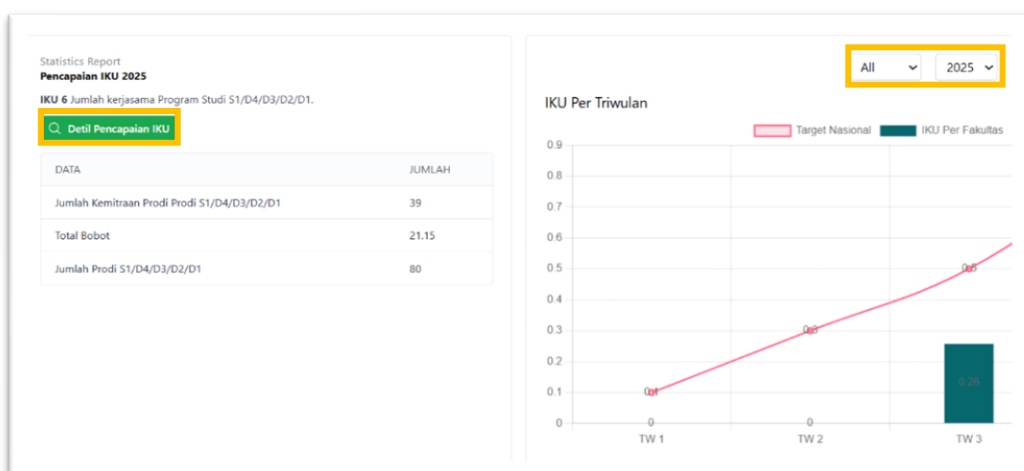 Statistics Report
Pencapaian IKU 2025
IKU 6 Jumlah kerjasama Program Studi S1/D4/D3/D2/D1.
Detil Pencapaian IKU
DATA JUMLAH
Jumlah Kemitraan Prodi Prodi S1/D4/D3/D2/D1 39
Total Bobot 21.15
Jumlah Prodi S1/D4/D3/D2/D1 80
All 2025
IKU Per Triwulan
Target Nasional IKU Per Fakultas
0.9
0.8
0.7
0.6
0.5
0.5
0.4
0.3
0.3
0.2
0.26
0.1
0.1
0
0 0
TW 1 TW 2 TW 3